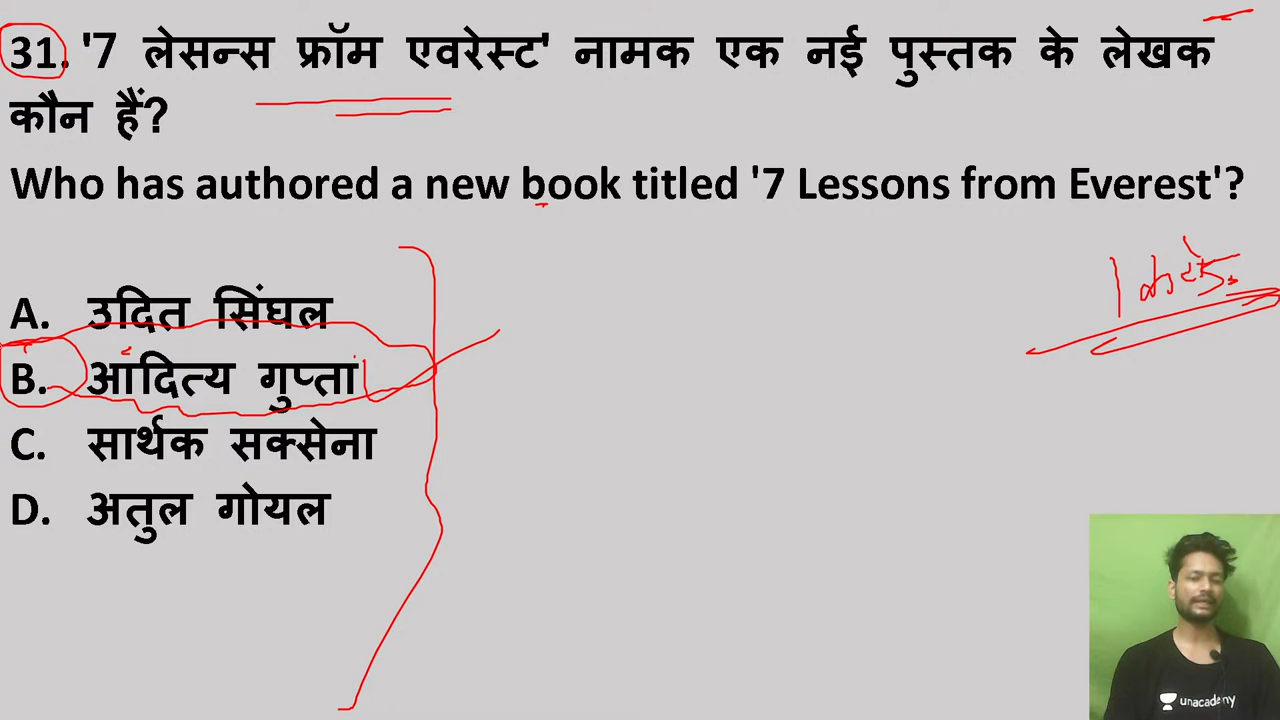 31. '7 लेसन्स फ्रॉम एवरेस्ट' नामक एक नई पुस्तक के लेखक
कौन हैं?
Who has authored a new book titled '7 Lessons from Everest'?
A. उदित सिंघल
B. आदित्य गुप्ता
C. सार्थक सक्सेना
D. अतुल गोयल
unacademy